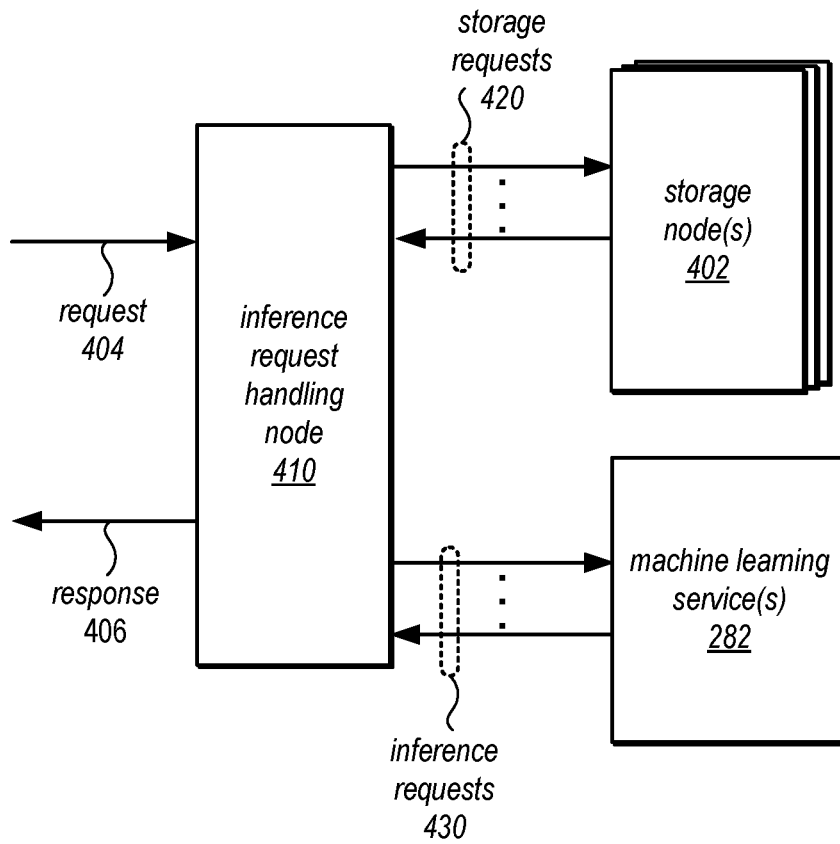 storage
requests
420
storage
node(s)
402
request
404
inference
request
handling
node
410
response
406
machine learning
service(s)
282
inference
requests
430